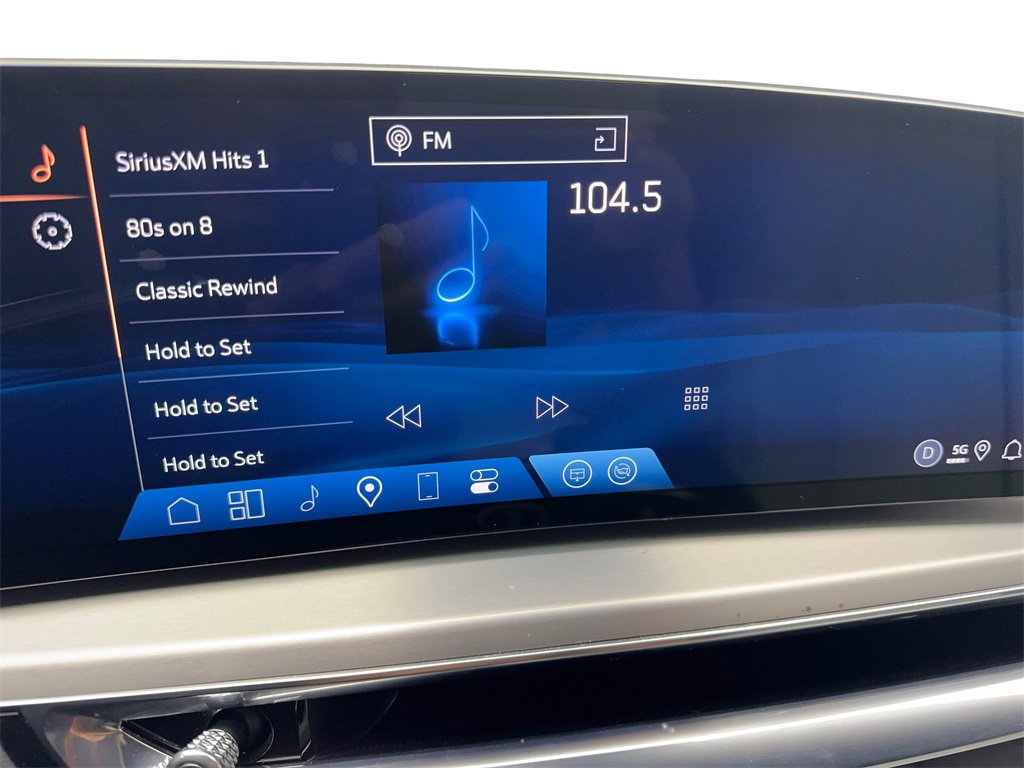 FM
104.5
SiriusXM Hits 1
80s on 8
Classic Rewind
Hold to Set
Hold to Set
Hold to Set
D
5G